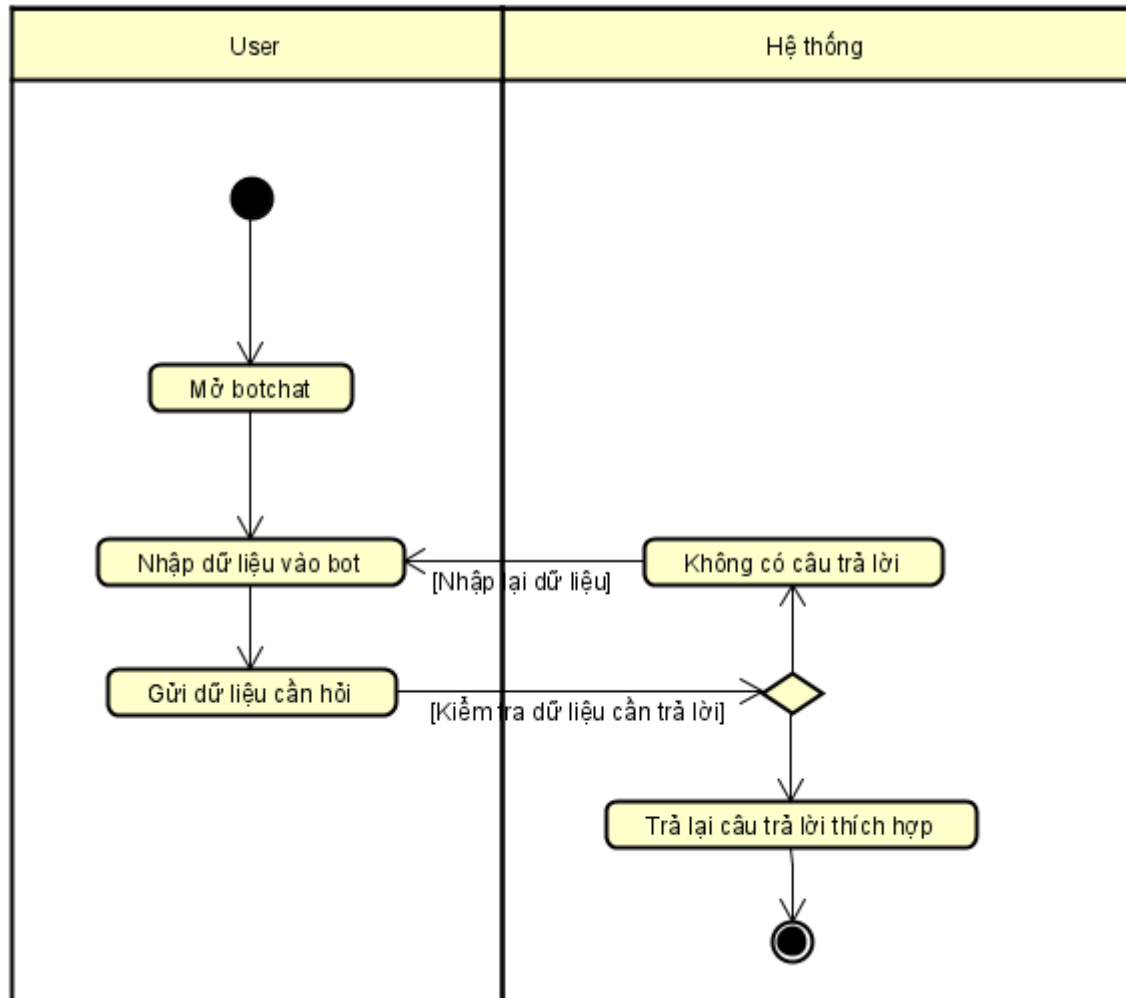 User
Hệ thống
Mở botchat
Nhập dữ liệu vào bot
Không có câu trả lời
[Nhập lại dữ liệu]
Gửi dữ liệu cần hỏi
[Kiểm tra dữ liệu cần trả lời]
Trả lại câu trả lời thích hợp